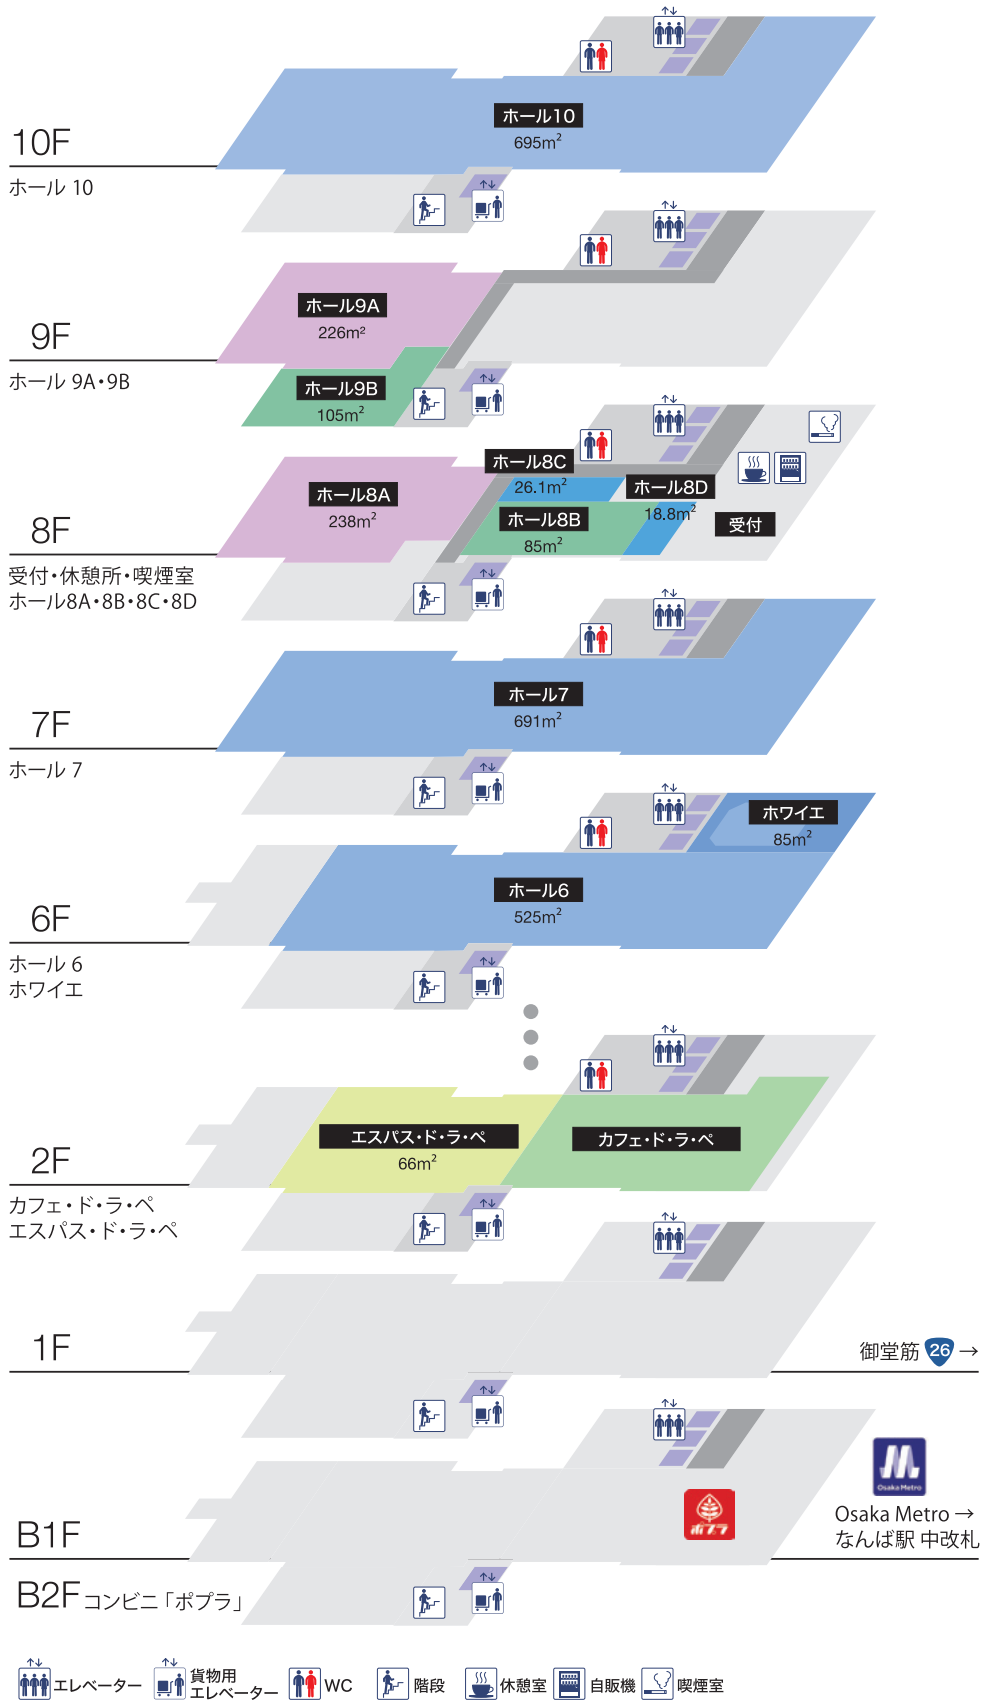 ホール10
695m²
10F
ホール 10
ホール9A
226m²
9F
ホール 9A・9B
ホール9B
105m²
ホール8C
26.1m²
ホール8D
18.8m²
ホール8A
238m²
ホール8B
85m²
受付
8F
受付・休憩所・喫煙室
ホール8A・8B・8C・8D
ホール7
691m²
7F
ホール 7
ホワイエ
85m²
ホール6
525m²
6F
ホール 6
ホワイエ
エスパス・ド・ラ・ペ
66m²
カフェ・ド・ラ・ペ
2F
カフェ・ド・ラ・ペ
エスパス・ド・ラ・ペ
1F
御堂筋 26 →
Osaka Metro
ポプラ
Osaka Metro →
なんば駅 中改札
B1F
B2F コンビニ「ポプラ」
エレベーター
貨物用
エレベーター
WC
階段
休憩室
自販機
喫煙室